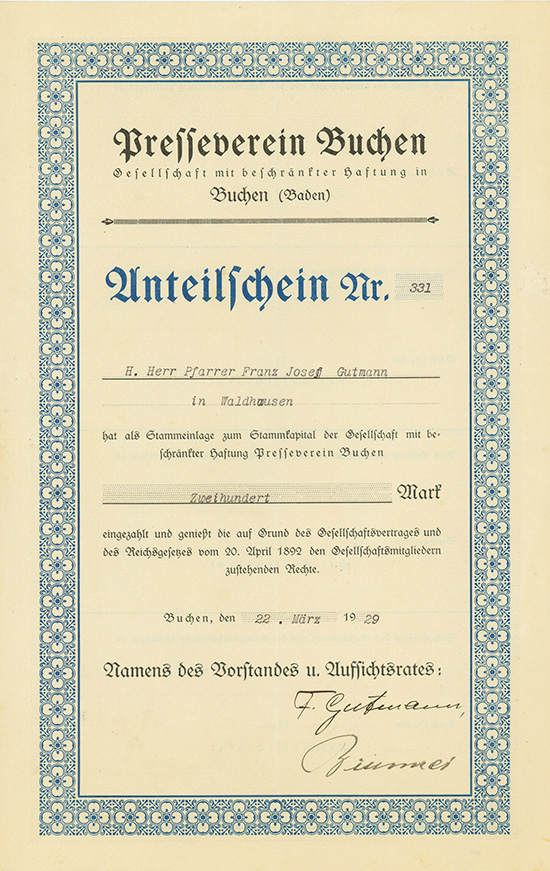 Presseverein Buchen
Gesellschaft mit beschränkter Haftung in
Buchen (Baden)
Anteilschein Nr. 331
H. Herr Pfarrer Franz Josef Gutmann
in Waldhausen
hat als Stammeinlage zum Stammkapital der Gesellschaft mit be-
schränkter Haftung Presseverein Buchen
Zweihundert Mark
eingezahlt und genießt die auf Grund des Gesellschaftsvertrages und
des Reichsgesetzes vom 20. April 1892 den Gesellschaftsmitgliedern
zustehenden Rechte.
Buchen, den 22. März 1929
Namens des Vorstandes u. Aufsichtsrates:
F. Gutmann,